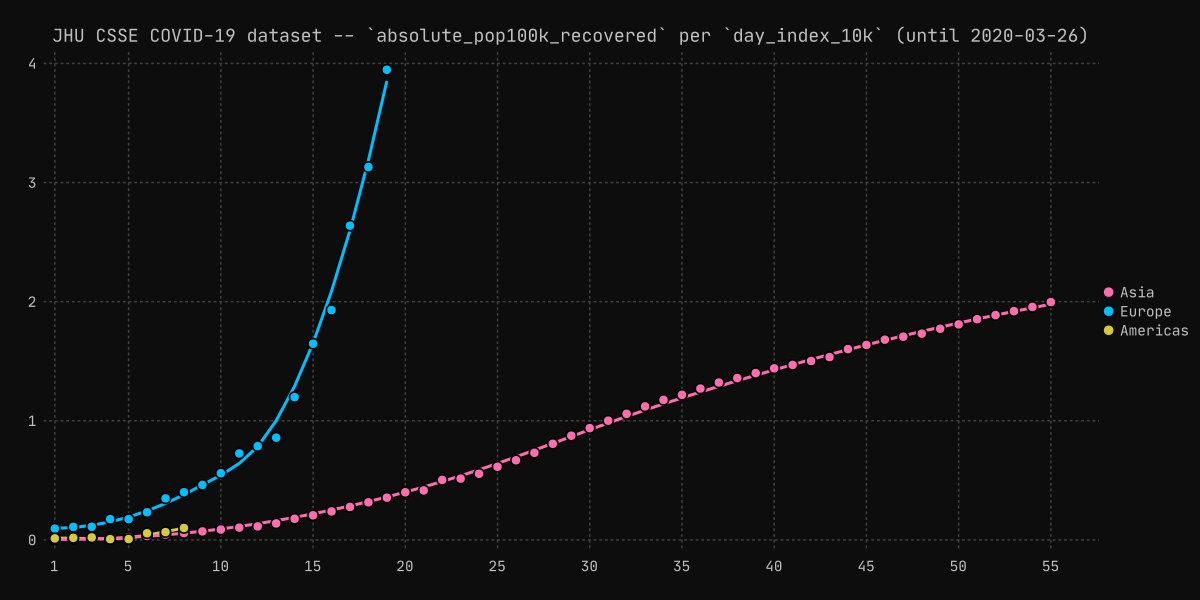 JHU CSSE COVID-19 dataset -- `absolute_pop100k_recovered` per `day_index_10k` (until 2020-03-26)
4
3
2
1
0
1 5 10 15 20 25 30 35 40 45 50 55
Asia
Europe
Americas